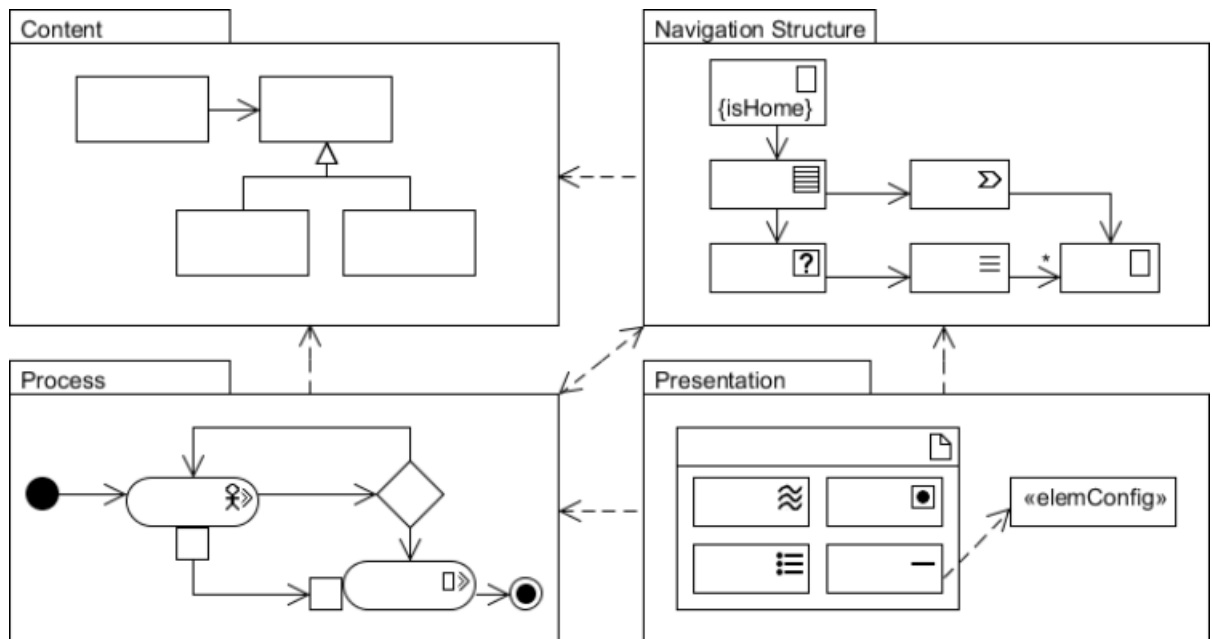 Content
Navigation Structure
{isHome}
?
*
Process
Presentation
«elemConfig»